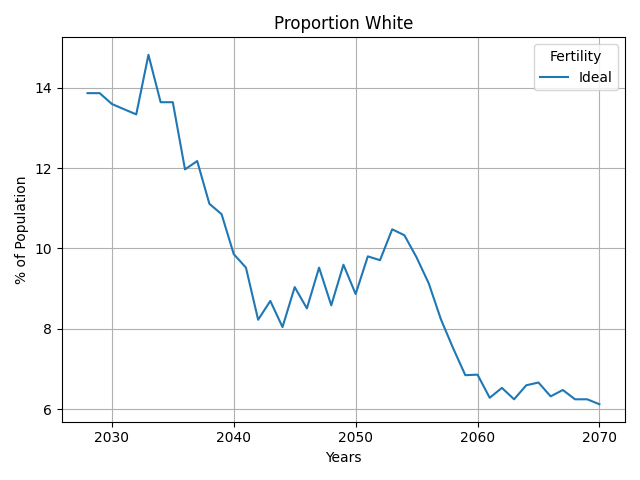 Proportion White
Fertility
Ideal
% of Population
14
12
10
8
6
2030 2040 2050 2060 2070
Years